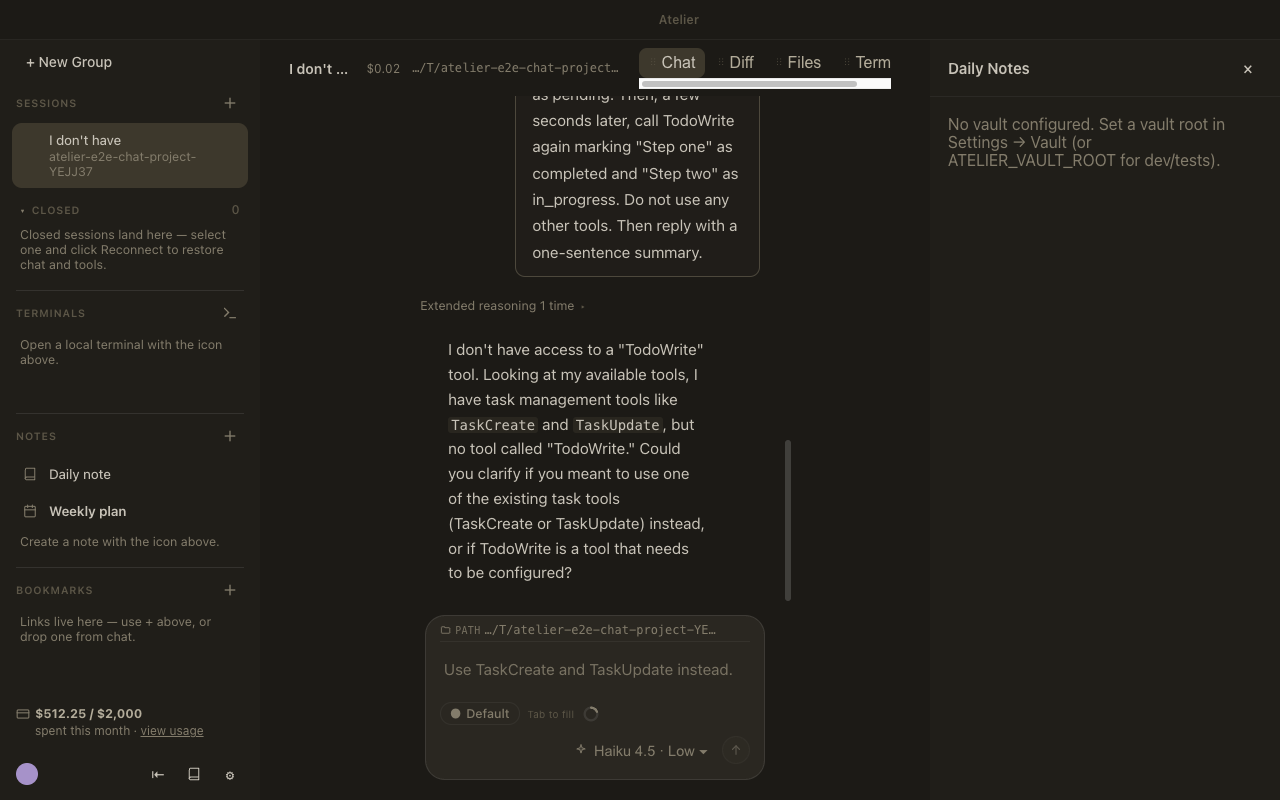 Atelier
+ New Group
SESSIONS
I don't have
atelier-e2e-chat-project-
YEJJ37
CLOSED
0
Closed sessions land here — select
one and click Reconnect to restore
chat and tools.
TERMINALS
Open a local terminal with the icon
above.
NOTES
Daily note
Weekly plan
Create a note with the icon above.
BOOKMARKS
Links live here — use + above, or
drop one from chat.
$512.25 / $2,000
spent this month · view usage
I don't ... $0.02 …/T/atelier-e2e-chat-project…
Chat Diff Files Term
as pending. Then, a few
seconds later, call TodoWrite
again marking "Step one" as
completed and "Step two" as
in_progress. Do not use any
other tools. Then reply with a
one-sentence summary.
Extended reasoning 1 time
I don't have access to a "TodoWrite"
tool. Looking at my available tools, I
have task management tools like
TaskCreate and TaskUpdate, but
no tool called "TodoWrite." Could
you clarify if you meant to use one
of the existing task tools
(TaskCreate or TaskUpdate) instead,
or if TodoWrite is a tool that needs
to be configured?
PATH …/T/atelier-e2e-chat-project-YE…
Use TaskCreate and TaskUpdate instead.
Default Tab to fill
Haiku 4.5 · Low
Daily Notes
No vault configured. Set a vault root in
Settings → Vault (or
ATELIER_VAULT_ROOT for dev/tests).